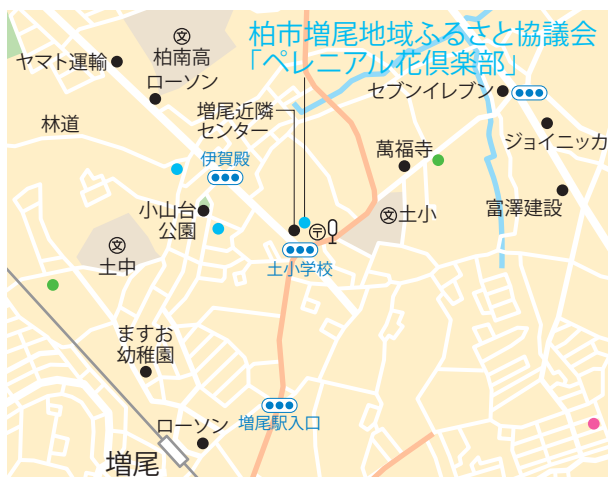 柏市増尾地域ふるさと協議会
「ペレニアル花倶楽部」
文
柏南高
ヤマト運輸
ローソン
林道
増尾近隣
センター
伊賀殿
セブンイレブン
ジョイニッカ
萬福寺
富澤建設
小山台
公園
文土小
〒
土小学校
文
土中
ますお
幼稚園
増尾駅入口
ローソン
増尾